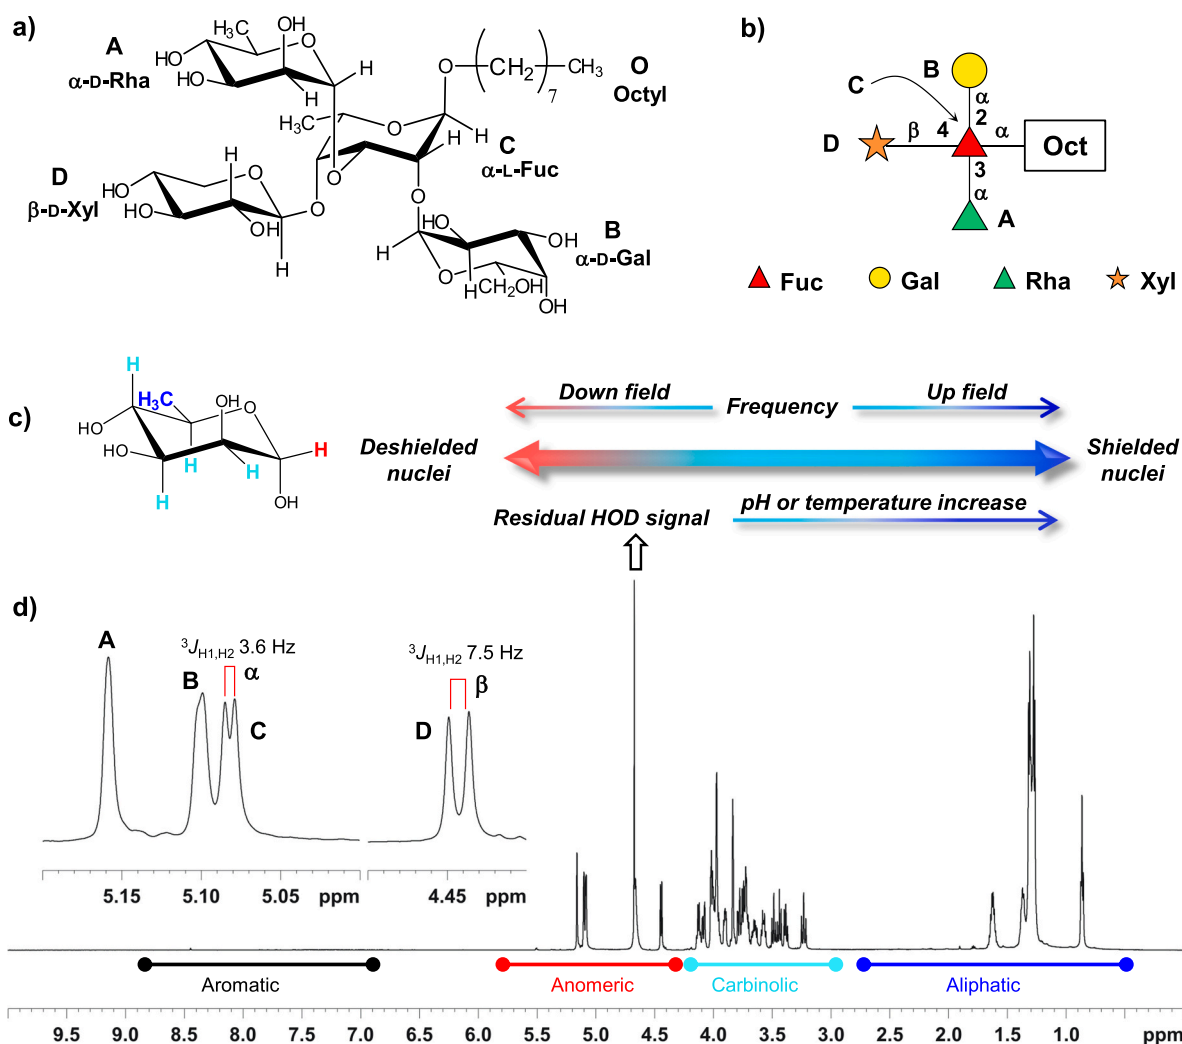 a)
A
α-D-Rha
H₃C
OH
HO
HO
HO
O
H
H
O
(CH₂)₇
CH₃
O
Octyl
H₃C
O
H
C
α-L-Fuc
O
O
D
β-D-Xyl
H
HO
HO
HO
O
OH
H
O
H
HO
OH
O
H
CH₂OH
OH
B
α-D-Gal
b)
B
C
α
2
D
β
4
α
Oct
3
α
A
Fuc
Gal
Rha
Xyl
c)
H
H₃C
OH
O
HO
HO
H
H
H
H
OH
Down field
Frequency
Up field
Deshielded
nuclei
Shielded
nuclei
Residual HOD signal
pH or temperature increase
d)
A
³J_H1,H2 3.6 Hz
α
B
C
³J_H1,H2 7.5 Hz
β
D
5.15 5.10 5.05 ppm
4.45 ppm
Aromatic
Anomeric
Carbinolic
Aliphatic
9.5 9.0 8.5 8.0 7.5 7.0 6.5 6.0 5.5 5.0 4.5 4.0 3.5 3.0 2.5 2.0 1.5 1.0 ppm